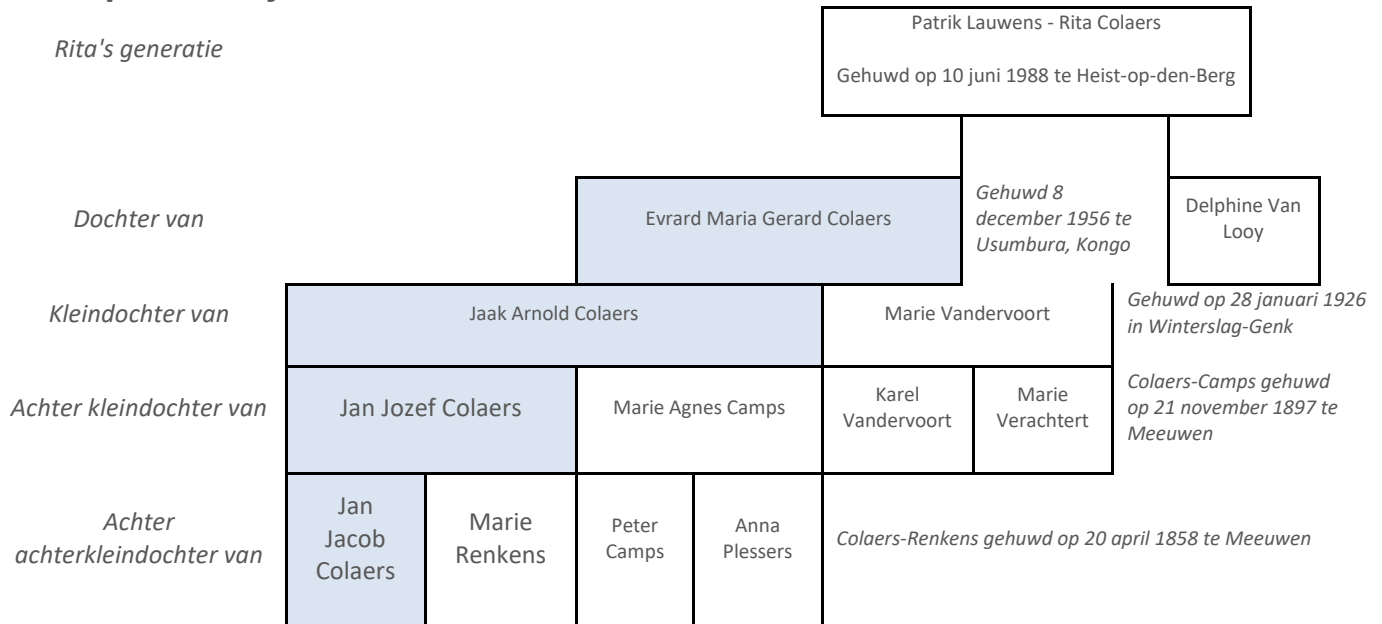 Patrik Lauwens - Rita Colaers
Rita's generatie
Gehuwd op 10 juni 1988 te Heist-op-den-Berg
Dochter van
Evrard Maria Gerard Colaers
Gehuwd 8
december 1956 te
Usumbura, Kongo
Delphine Van
Looy
Kleindochter van
Jaak Arnold Colaers
Marie Vandervoort
Gehuwd op 28 januari 1926
in Winterslag-Genk
Achter kleindochter van
Jan Jozef Colaers
Marie Agnes Camps
Karel
Vandervoort
Marie
Verachtert
Colaers-Camps gehuwd
op 21 november 1897 te
Meeuwen
Achter
achterkleindochter van
Jan
Jacob
Colaers
Marie
Renkens
Peter
Camps
Anna
Plessers
Colaers-Renkens gehuwd op 20 april 1858 te Meeuwen